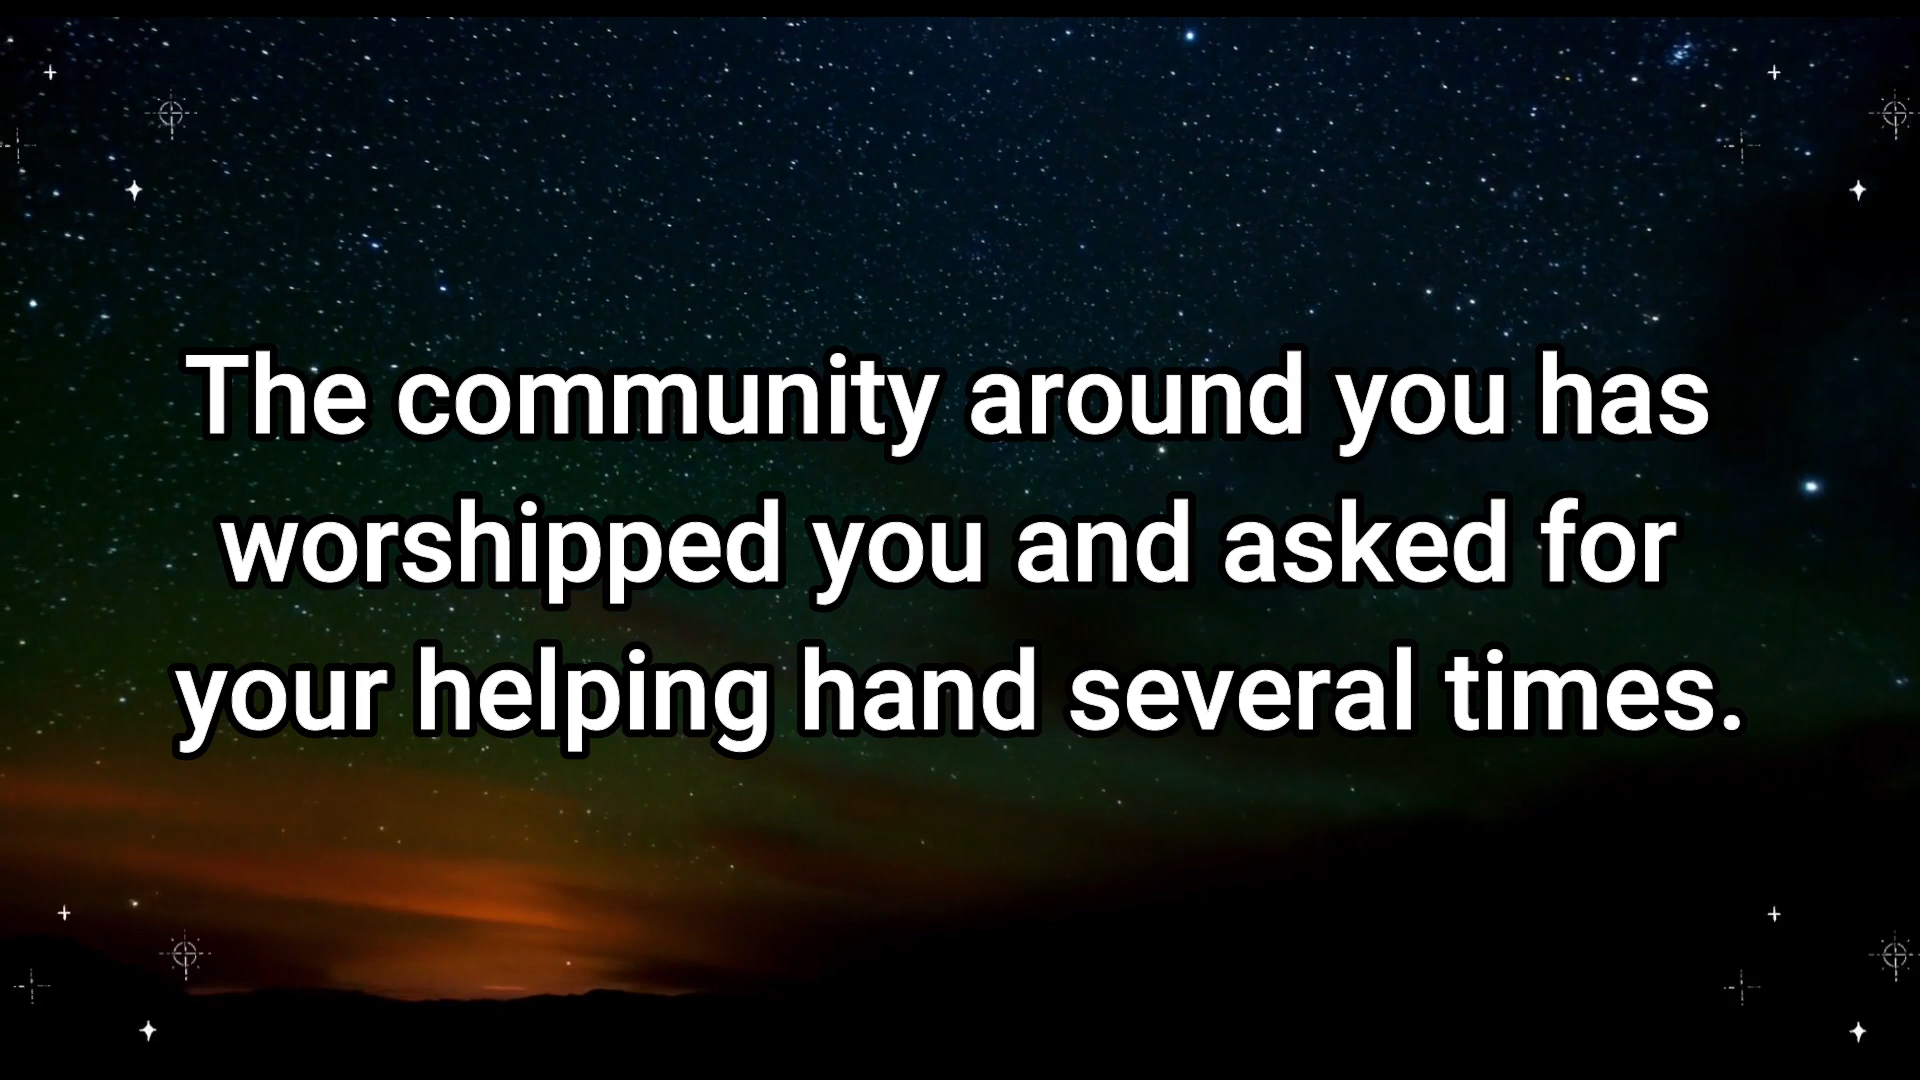 The community around you has
worshipped you and asked for
your helping hand several times.